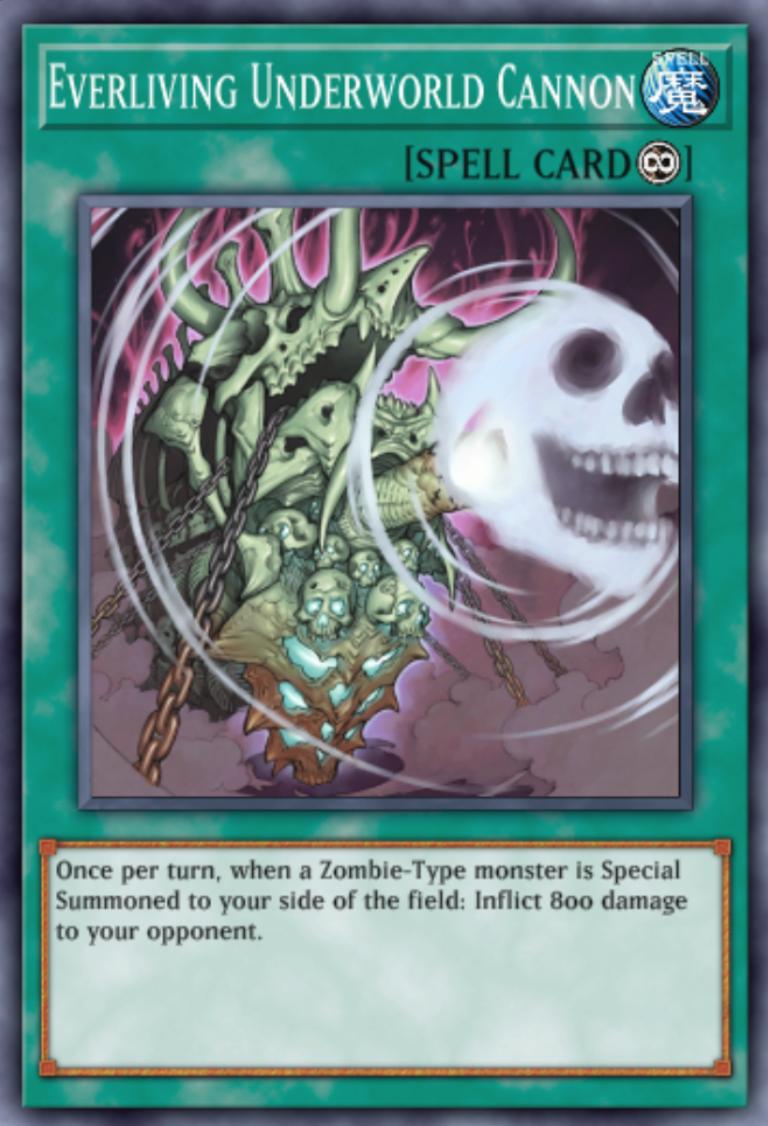 EVERLIVING UNDERWORLD CANNON
SPELL
魔
[SPELL CARD]
Once per turn, when a Zombie-Type monster is Special
Summoned to your side of the field: Inflict 800 damage
to your opponent.